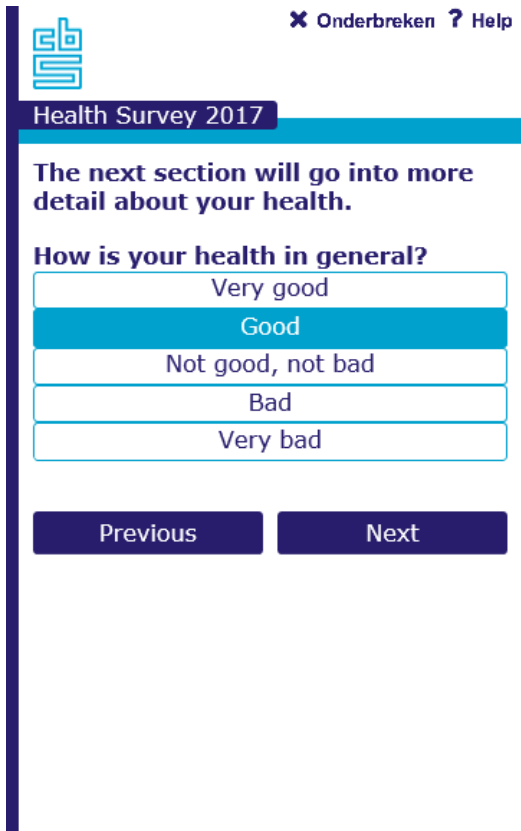 cbs
✖ Onderbreken ? Help
Health Survey 2017
The next section will go into more
detail about your health.
How is your health in general?
Very good
Good
Not good, not bad
Bad
Very bad
Previous Next